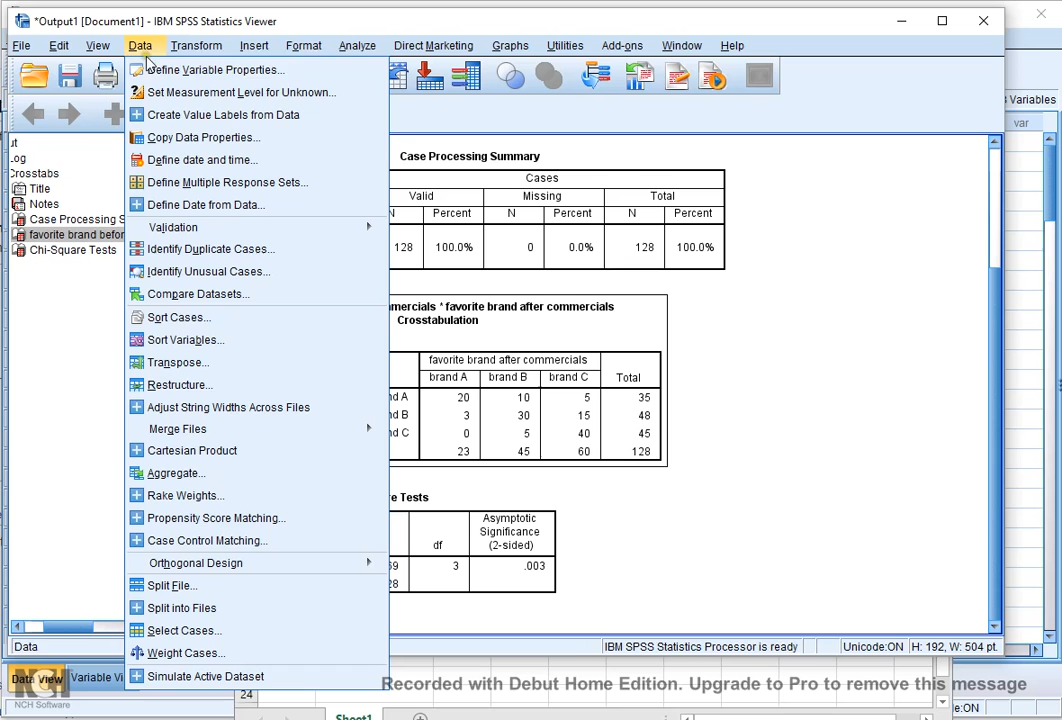 *Output1 [Document1] - IBM SPSS Statistics Viewer
File Edit View Data Transform Insert Format Analyze Direct Marketing Graphs Utilities Add-ons Window Help
Define Variable Properties...
Set Measurement Level for Unknown...
Create Value Labels from Data
Copy Data Properties...
Define date and time...
Define Multiple Response Sets...
Define Date from Data...
Validation
Identify Duplicate Cases...
Identify Unusual Cases...
Compare Datasets...
Sort Cases...
Sort Variables...
Transpose...
Restructure...
Adjust String Widths Across Files
Merge Files
Cartesian Product
Aggregate...
Rake Weights...
Propensity Score Matching...
Case Control Matching...
Orthogonal Design
Split File...
Split into Files
Select Cases...
Weight Cases...
Simulate Active Dataset
ut
Log
Crosstabs
Title
Notes
Case Processing S
favorite brand befor
Chi-Square Tests
Variables
var
Case Processing Summary
Cases
Valid Missing Total
N Percent N Percent N Percent
128 100.0% 0 0.0% 128 100.0%
mmercials * favorite brand after commercials
Crosstabulation
favorite brand after commercials
brand A brand B brand C Total
nd A 20 10 5 35
nd B 3 30 15 48
nd C 0 5 40 45
23 45 60 128
re Tests
df Asymptotic
Significance
(2-sided)
59 3 .003
28
Data
IBM SPSS Statistics Processor is ready Unicode:ON H: 192, W: 504 pt.
Data View Variable Vi
NCH
NCH Software
24
Recorded with Debut Home Edition. Upgrade to Pro to remove this message
Sheet1
de:ON